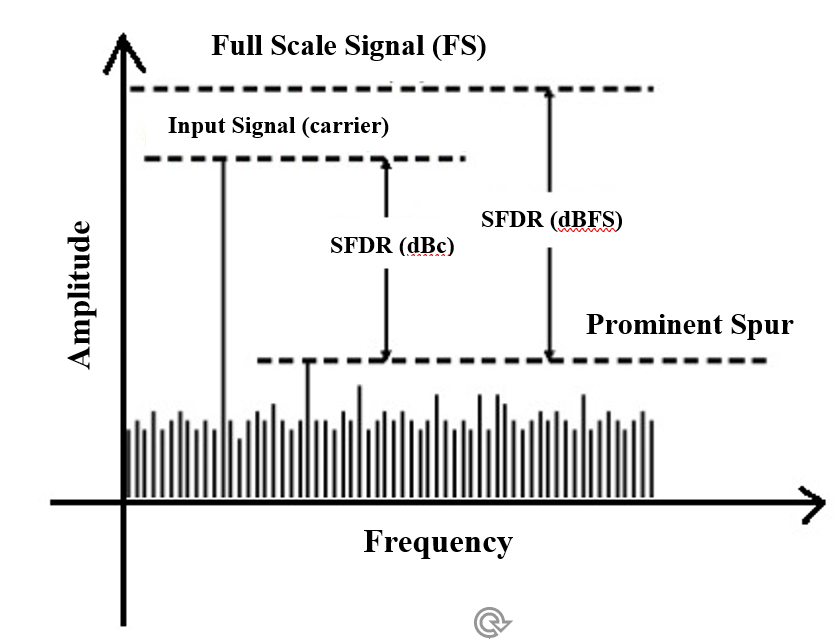 Full Scale Signal (FS)
Input Signal (carrier)
SFDR (dBFS)
SFDR (dBc)
Prominent Spur
Amplitude
Frequency